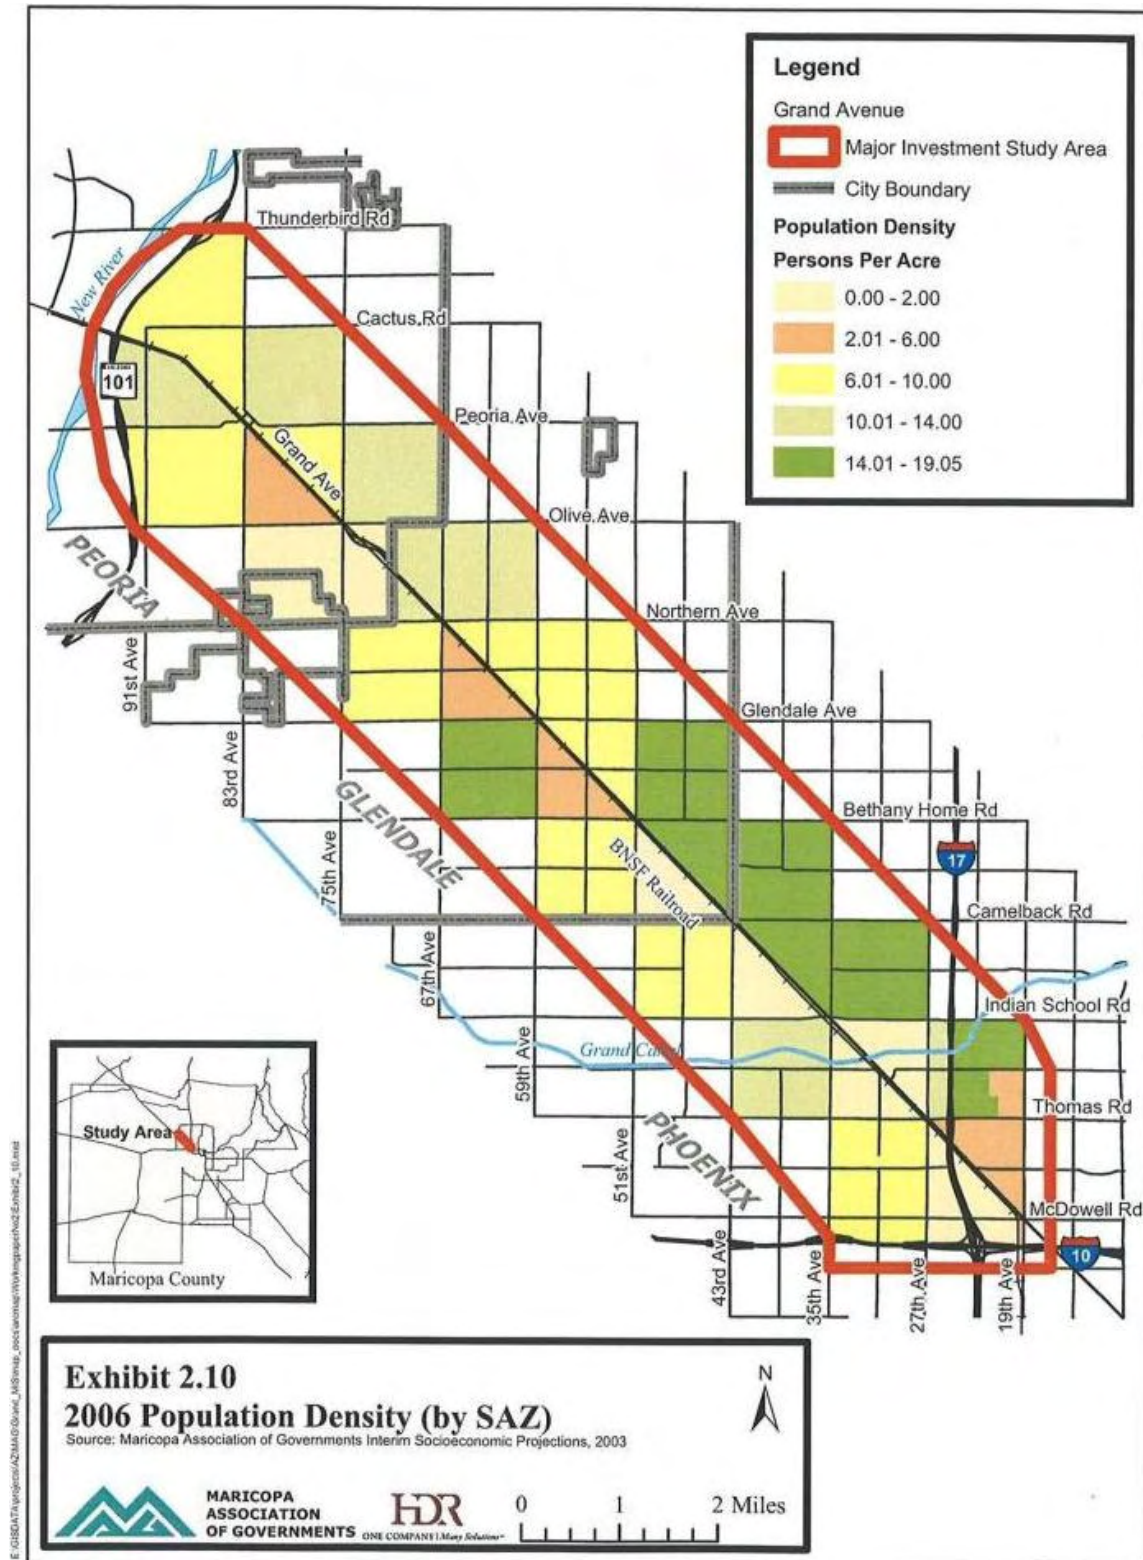 Legend
Grand Avenue
Major Investment Study Area
City Boundary
Population Density
Persons Per Acre
0.00 - 2.00
2.01 - 6.00
6.01 - 10.00
10.01 - 14.00
14.01 - 19.05
Thunderbird Rd
New River
Cactus Rd
101
Peoria Ave
Grand Ave
Olive Ave
PEORIA
Northern Ave
91st Ave
Glendale Ave
83rd Ave
GLENDALE
Bethany Home Rd
BNSF Railroad
17
75th Ave
Camelback Rd
67th Ave
Indian School Rd
Grand Canal
59th Ave
Thomas Rd
PHOENIX
51st Ave
McDowell Rd
43rd Ave
35th Ave
27th Ave
19th Ave
10
Study Area
Maricopa County
Exhibit 2.10
2006 Population Density (by SAZ)
Source: Maricopa Association of Governments Interim Socioeconomic Projections, 2003
N
MARICOPA
ASSOCIATION
OF GOVERNMENTS
HDR
ONE COMPANY | Many Solutions
0 1 2 Miles